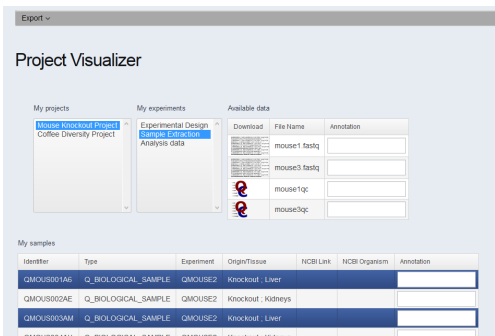 Export
Project Visualizer
My projects My experiments Available data
Mouse Knockout Project
Coffee Diversity Project
Experimental Design
Sample Extraction
Analysis data
Download File Name Annotation
mouse1.fastq
mouse3.fastq
mouse1qc
mouse3qc
My samples
Identifier Type Experiment Origin/Tissue NCBI Link NCBI Organism Annotation
QMOUS001A6 Q_BIOLOGICAL_SAMPLE QMOUSE2 Knockout ; Liver
QMOUS002AE Q_BIOLOGICAL_SAMPLE QMOUSE2 Knockout ; Kidneys
QMOUS003AM Q_BIOLOGICAL_SAMPLE QMOUSE2 Knockout ; Liver